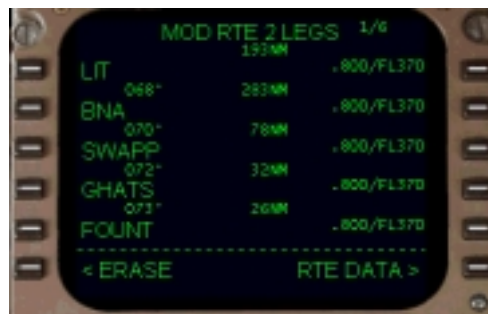 MOD RTE 2 LEGS 1/6
193NM
LIT .800/FL370
068° 283NM
BNA .800/FL370
070° 78NM
SWAPP .800/FL370
072° 32NM
GHATS .800/FL370
073° 26NM
FOUNT .800/FL370
< ERASE RTE DATA >